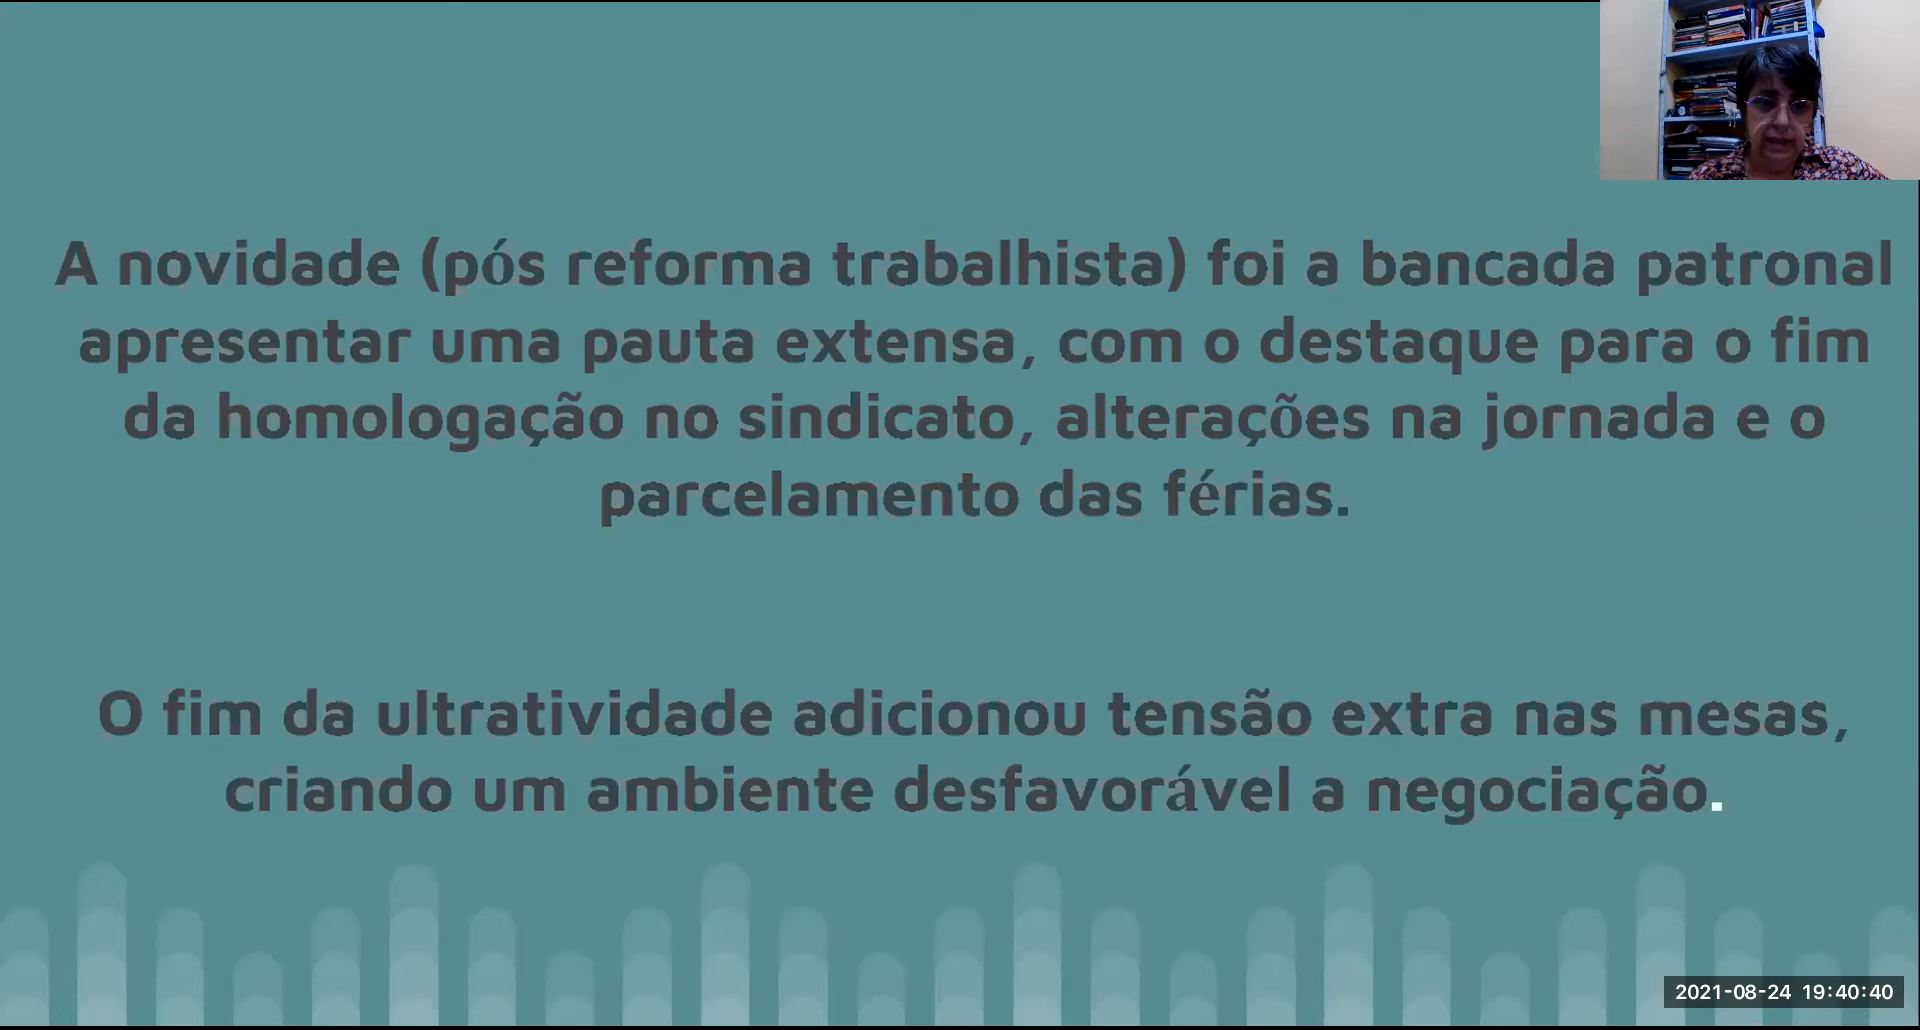 A novidade (pós reforma trabalhista) foi a bancada patronal
apresentar uma pauta extensa, com o destaque para o fim
da homologação no sindicato, alterações na jornada e o
parcelamento das férias.
O fim da ultratividade adicionou tensão extra nas mesas,
criando um ambiente desfavorável a negociação.
2021-08-24 19:40:40